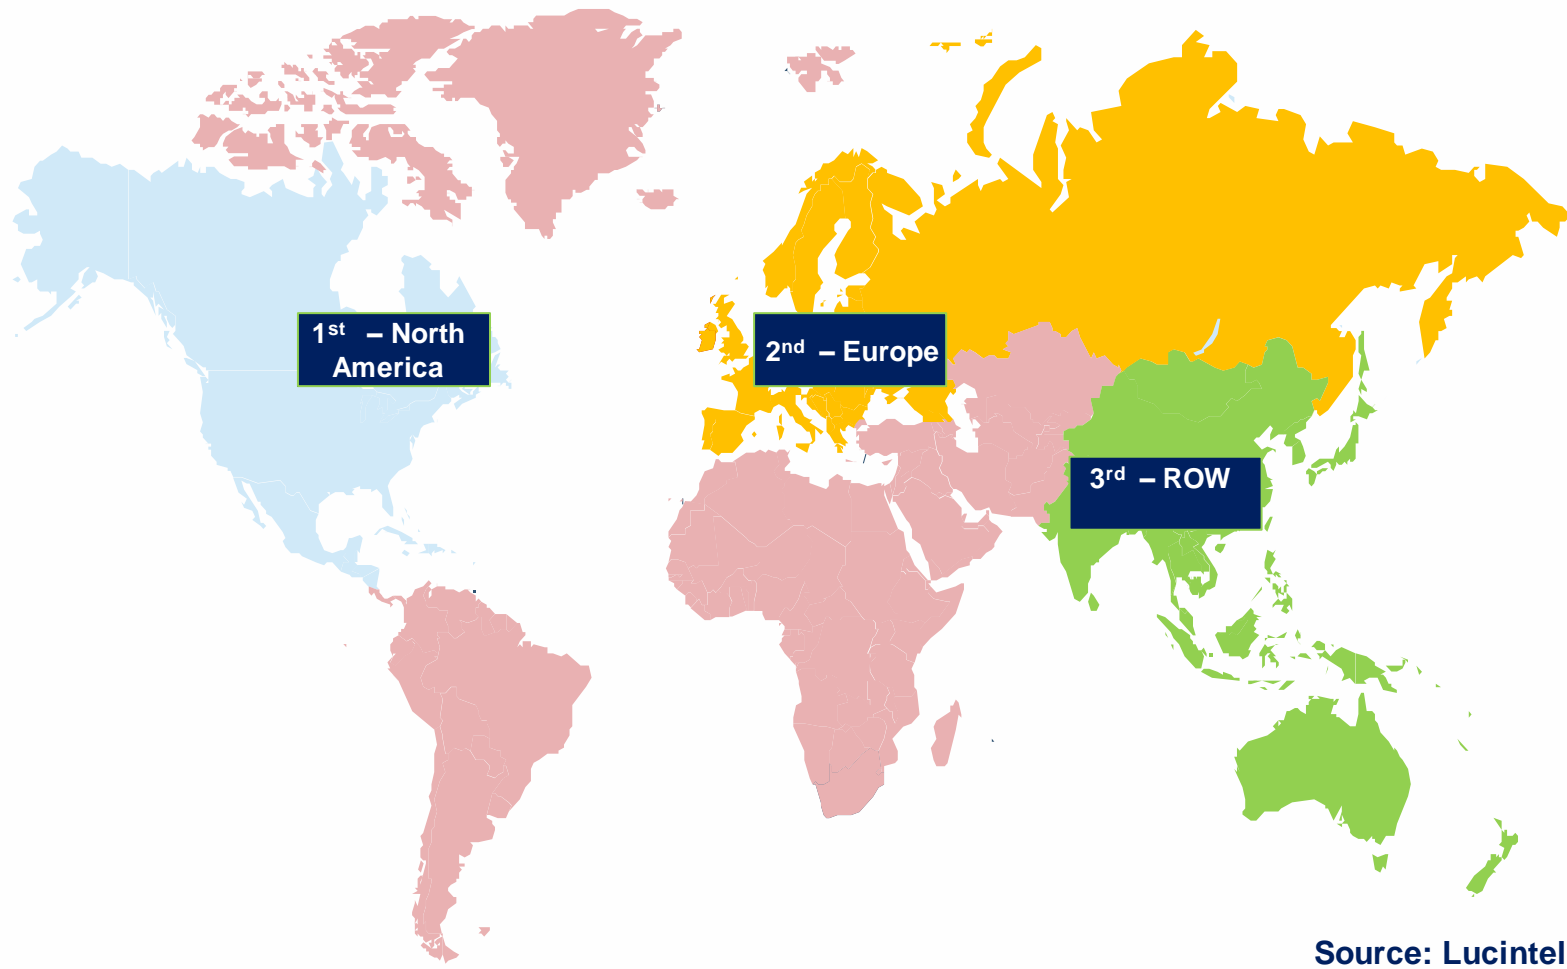 1st – North
America
2nd – Europe
3rd – ROW
Source: Lucintel